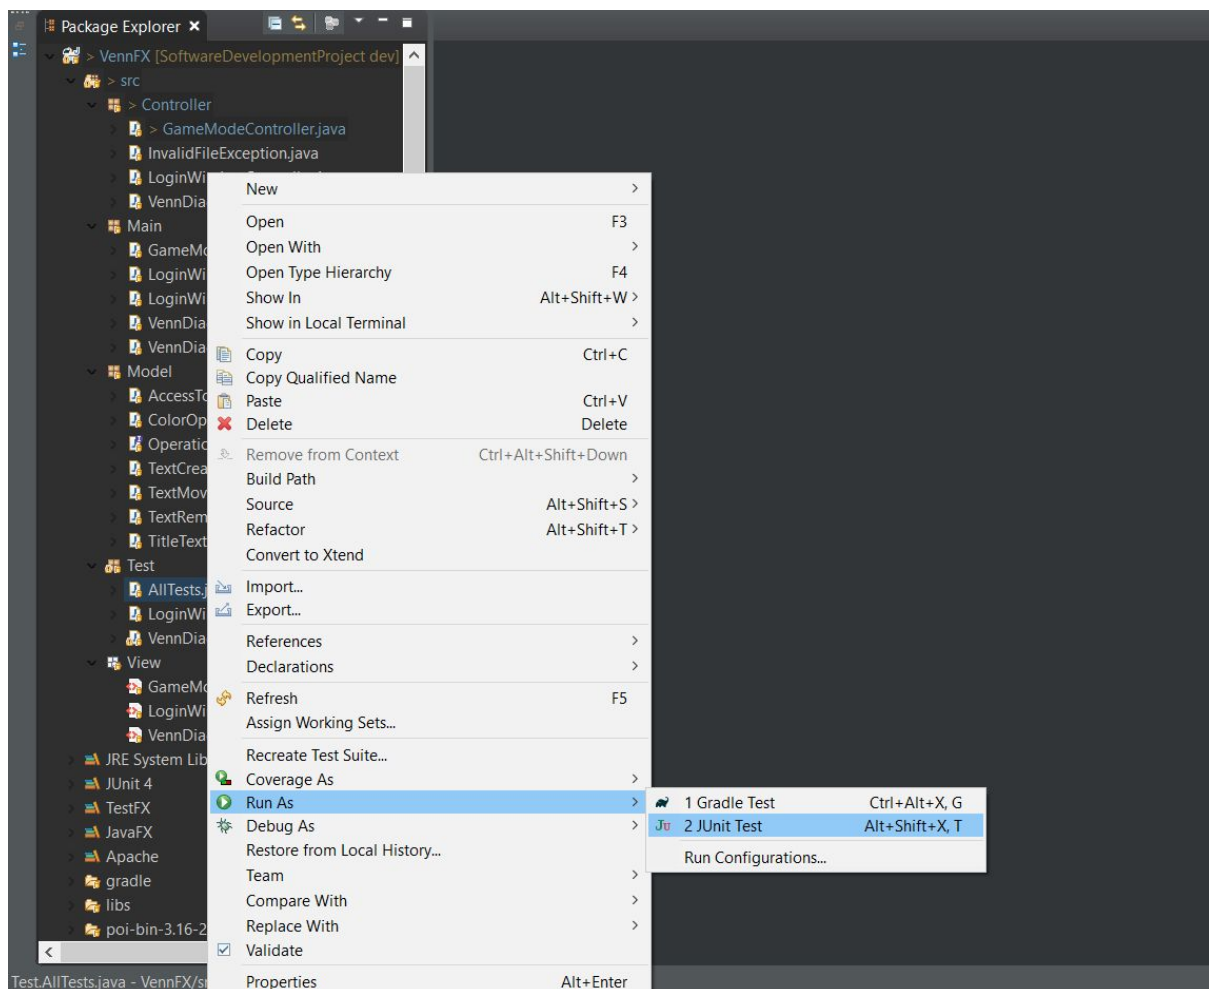 Package Explorer
> VennFX [SoftwareDevelopmentProject dev]
> src
> Controller
> GameModeController.java
InvalidFileException.java
LoginWi
VennDia
Main
GameMo
LoginWi
LoginWi
VennDia
VennDia
Model
AccessTo
ColorOp
Operatio
TextCrea
TextMov
TextRem
TitleText
Test
AllTests.j
LoginWi
VennDia
View
GameMo
LoginWi
VennDia
JRE System Lib
JUnit 4
TestFX
JavaFX
Apache
gradle
libs
poi-bin-3.16-2
Test.AllTests.java - VennFX/sr
New >
Open F3
Open With >
Open Type Hierarchy F4
Show In Alt+Shift+W >
Show in Local Terminal >
Copy Ctrl+C
Copy Qualified Name
Paste Ctrl+V
Delete Delete
Remove from Context Ctrl+Alt+Shift+Down
Build Path >
Source Alt+Shift+S >
Refactor Alt+Shift+T >
Convert to Xtend
Import...
Export...
References >
Declarations >
Refresh F5
Assign Working Sets...
Recreate Test Suite...
Coverage As >
Run As >
Debug As >
Restore from Local History...
Team >
Compare With >
Replace With >
Validate
Properties Alt+Enter
1 Gradle Test Ctrl+Alt+X, G
JU 2 JUnit Test Alt+Shift+X, T
Run Configurations...